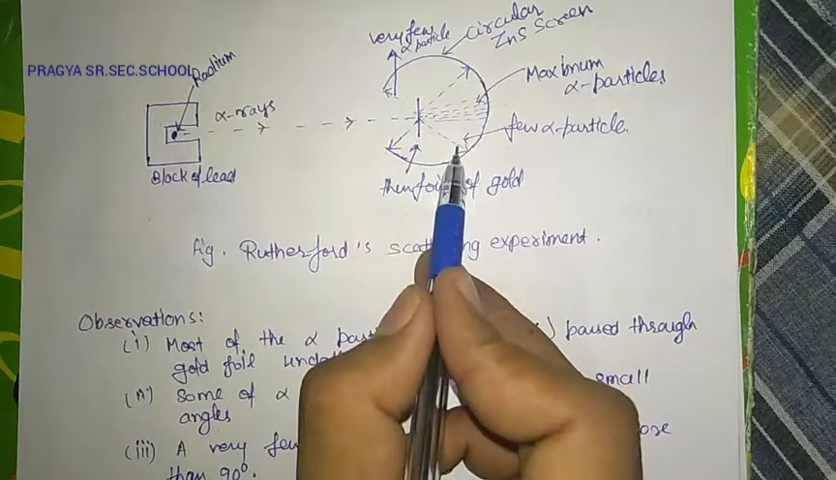 very few
α particle
circular
ZnS Screen
PRAGYA SR.SEC.SCHOOL
Radium
Maximum
α-particles
α-rays
few α-particle.
Block of lead
thin foil of gold
fig. Rutherford's scattering experiment.
Observations:
(i) Most of the α passed through
gold foil
(ii) some of α small
angles
(iii) A very few
than 90°.